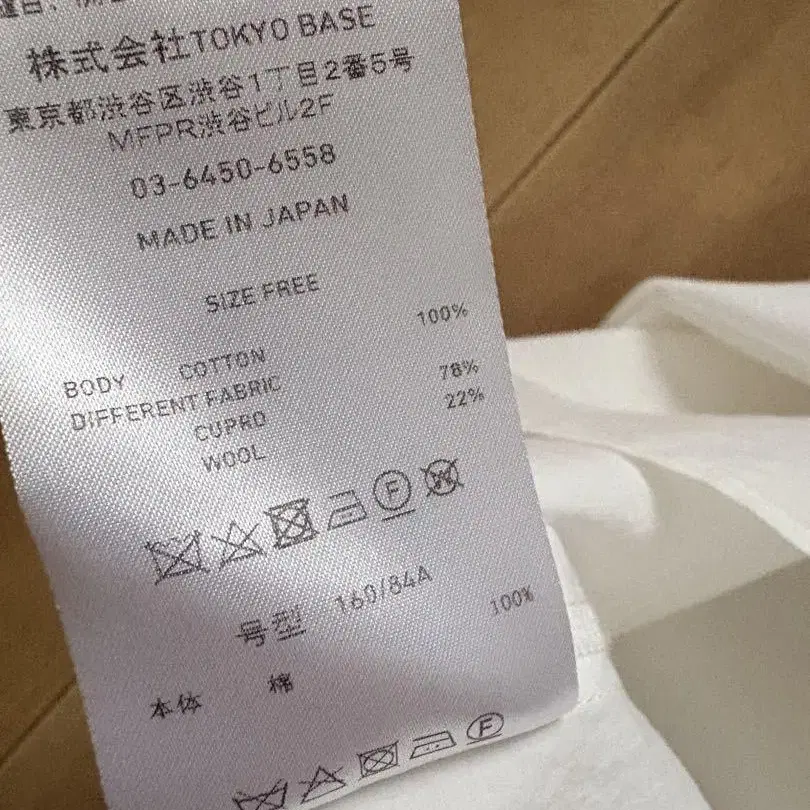 株式会社TOKYO BASE
東京都渋谷区渋谷1丁目2番5号
MFPR渋谷ビル2F
03-6450-6558
MADE IN JAPAN
SIZE FREE
BODY COTTON 100%
DIFFERENT FABRIC
CUPRO 78%
WOOL 22%
F W
号型 160/84A
本体 棉 100%
F